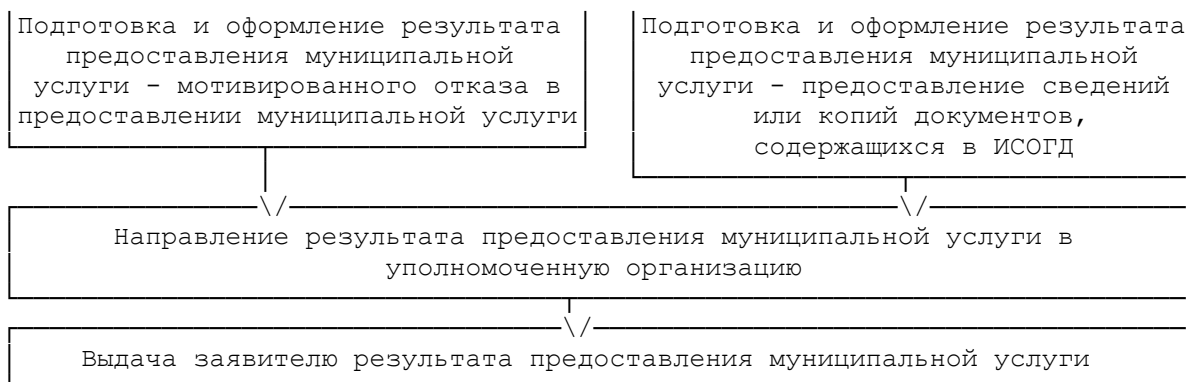 Подготовка и оформление результата
предоставления муниципальной
услуги - мотивированного отказа в
предоставлении муниципальной услуги
Подготовка и оформление результата
предоставления муниципальной
услуги - предоставление сведений
или копий документов,
содержащихся в ИСОГД
Направление результата предоставления муниципальной услуги в
уполномоченную организацию
Выдача заявителю результата предоставления муниципальной услуги